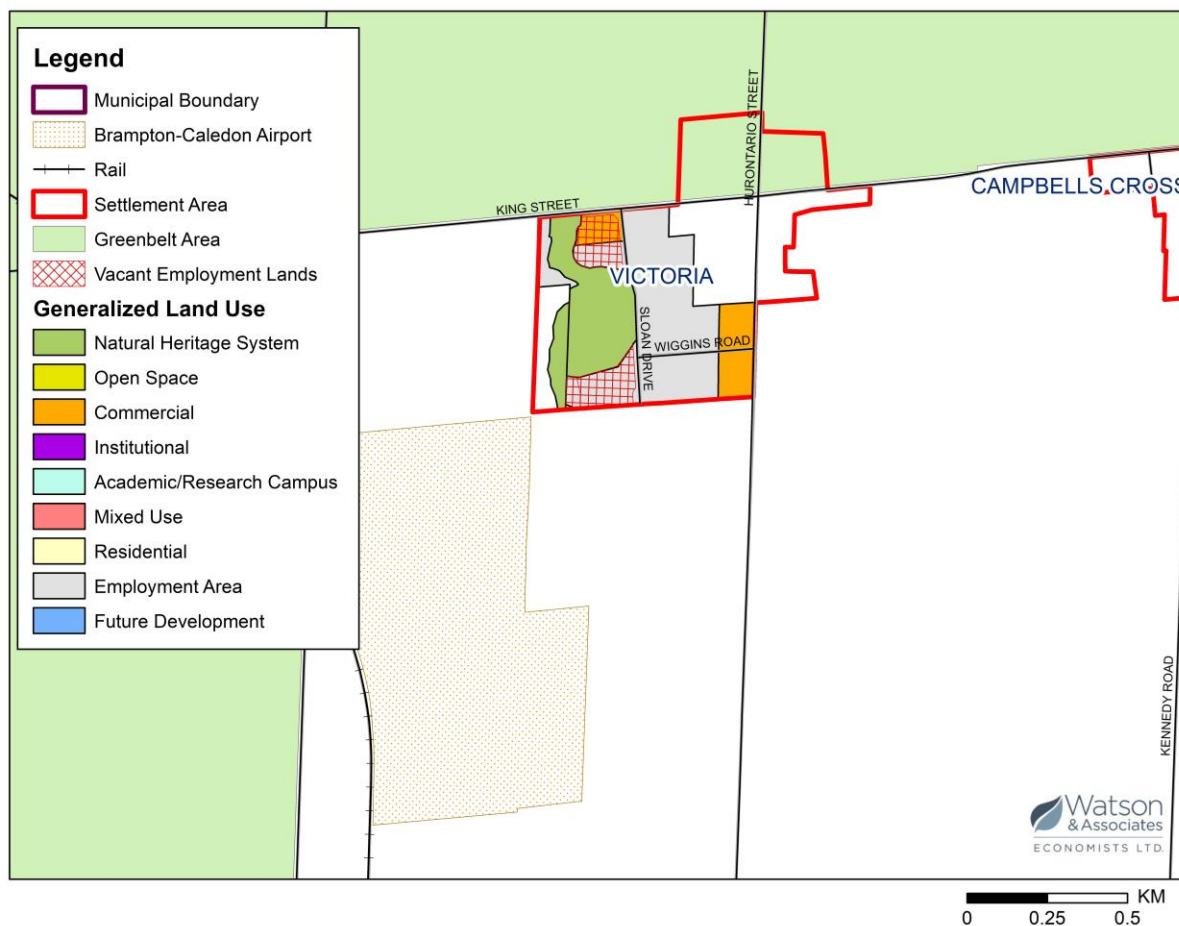 Legend
Municipal Boundary
Brampton-Caledon Airport
Rail
Settlement Area
Greenbelt Area
Vacant Employment Lands
Generalized Land Use
Natural Heritage System
Open Space
Commercial
Institutional
Academic/Research Campus
Mixed Use
Residential
Employment Area
Future Development
HURONTARIO STREET
KING STREET
CAMPBELLS CROSS
VICTORIA
SLOAN DRIVE
WIGGINS ROAD
KENNEDY ROAD
Watson
& Associates
ECONOMISTS LTD.
KM
0 0.25 0.5